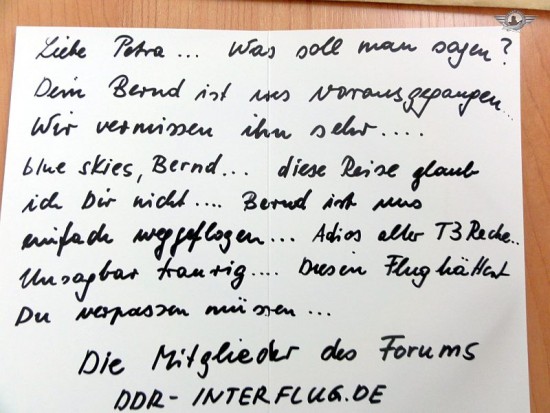 Liebe Petra ... Was soll man sagen?
Dein Bernd ist uns vorausgegangen...
Wir vermissen ihn sehr....
blue skies, Bernd... diese Reise glaub
ich Dir nicht.... Bernd ist uns
einfach weggeflogen... Adios alter T3 Recke..
Unsagbar traurig.... Diesen Flug hättest
Du verpassen müssen...
Die Mitglieder des Forums
DDR-INTERFLUG.DE